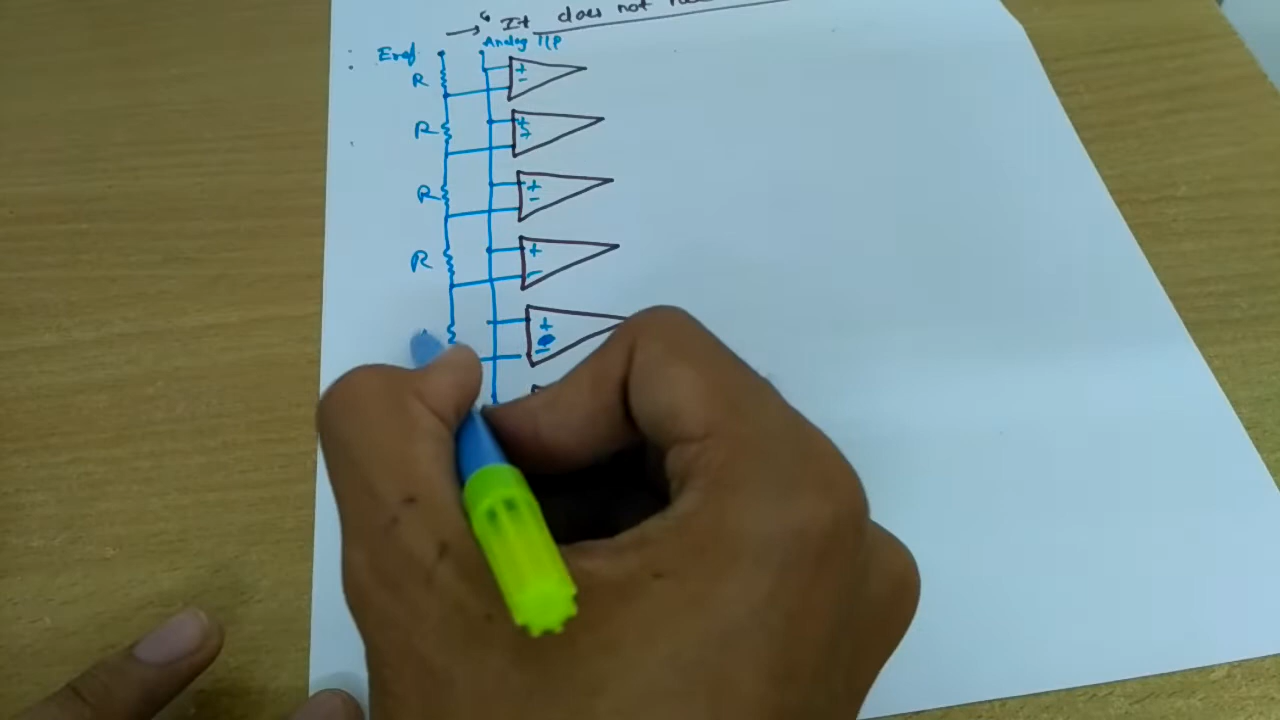 → It does not
Eref Analog I/P
R + -
R + -
R + -
R + -
+ -